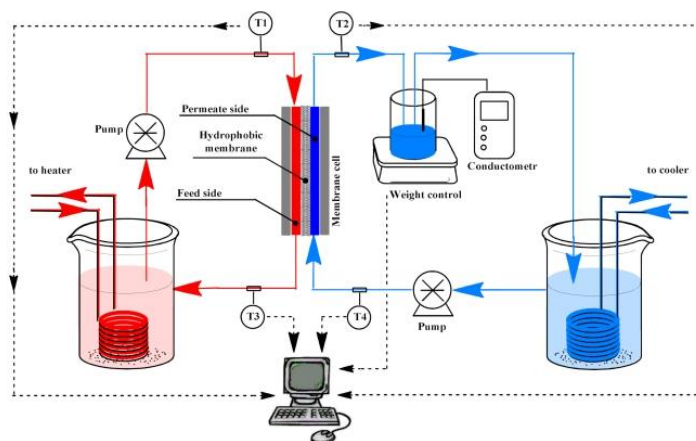 T1
T2
Permeate side
Pump
Hydrophobic
membrane
Membrane cell
Conductometr
to heater
Weight control
to cooler
Feed side
T3
T4
Pump